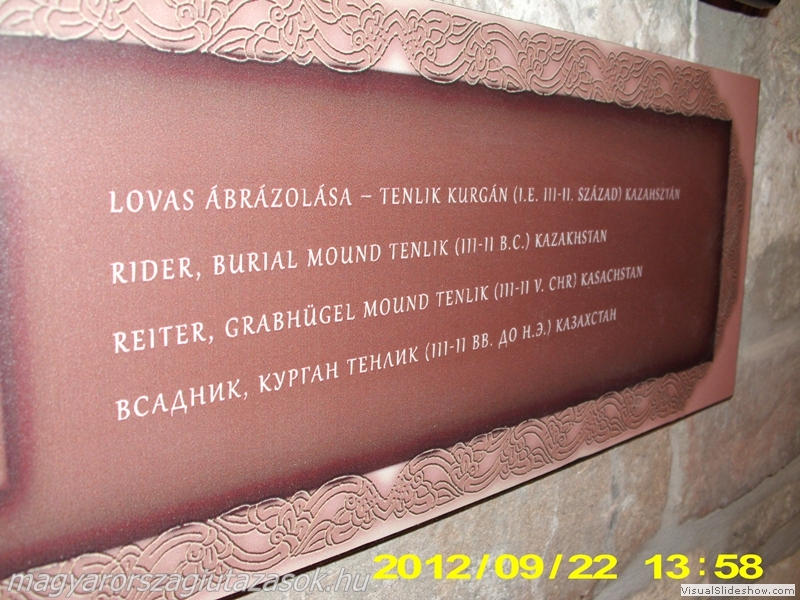 LOVAS ÁBRÁZOLÁSA – TENLIK KURGÁN (I.E. III-II. SZÁZAD) KAZAHSZTÁN
RIDER, BURIAL MOUND TENLIK (III-II B.C.) KAZAKHSTAN
REITER, GRABHÜGEL MOUND TENLIK (III-II V. CHR) KASACHSTAN
ВСАДНИК, КУРГАН ТЕНЛИК (III-II ВВ. ДО Н.Э.) КАЗАХСТАН
2012/09/22 13:58
magyarországiutazások.hu
VisualSlideshow.com